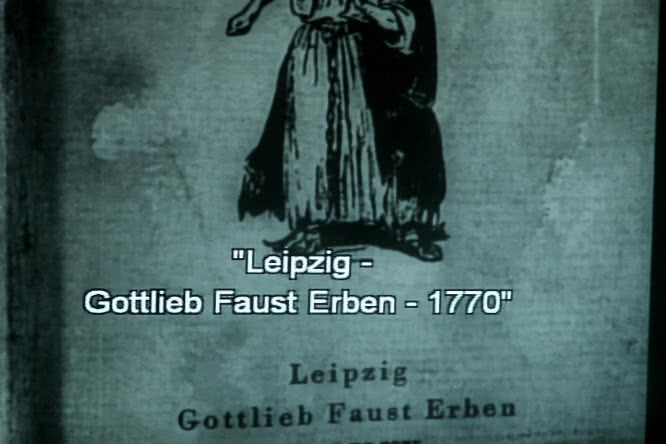 "Leipzig -
Gottlieb Faust Erben - 1770"
Leipzig
Gottlieb Faust Erben